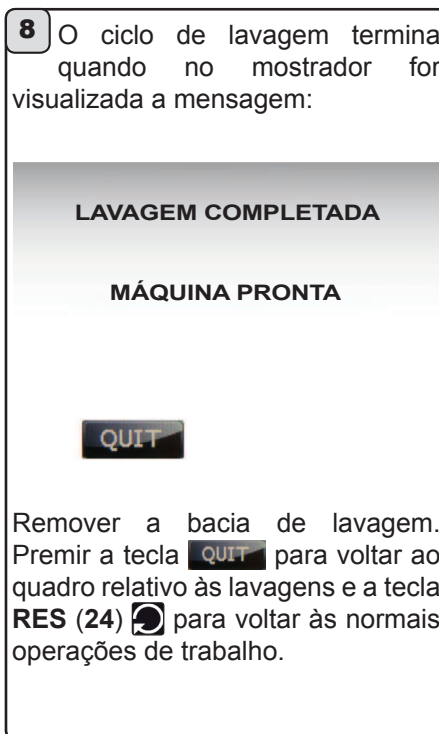 8 O ciclo de lavagem termina
quando no mostrador for
visualizada a mensagem:
LAVAGEM COMPLETADA
MÁQUINA PRONTA
QUIT
Remover a bacia de lavagem.
Premir a tecla QUIT para voltar ao
quadro relativo às lavagens e a tecla
RES (24) para voltar às normais
operações de trabalho.